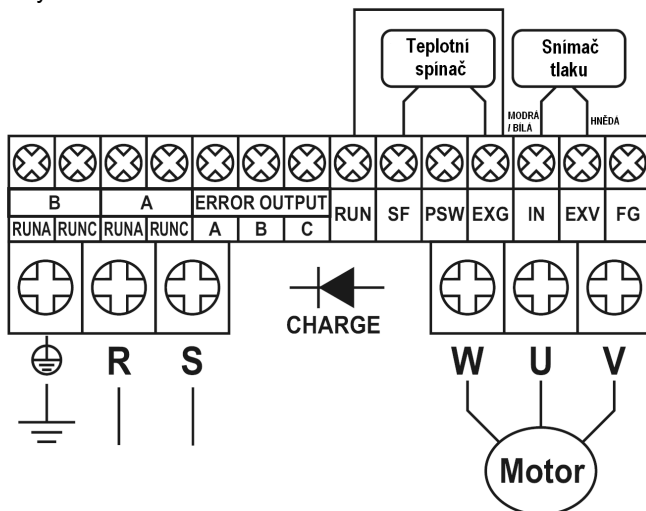 Teplotní
spínač
Snímač
tlaku
MODRÁ
/ BÍLÁ
HNĚDÁ
B A ERROR OUTPUT RUN SF PSW EXG IN EXV FG
RUNA RUNC RUNA RUNC A B C
CHARGE
R S W U V
Motor